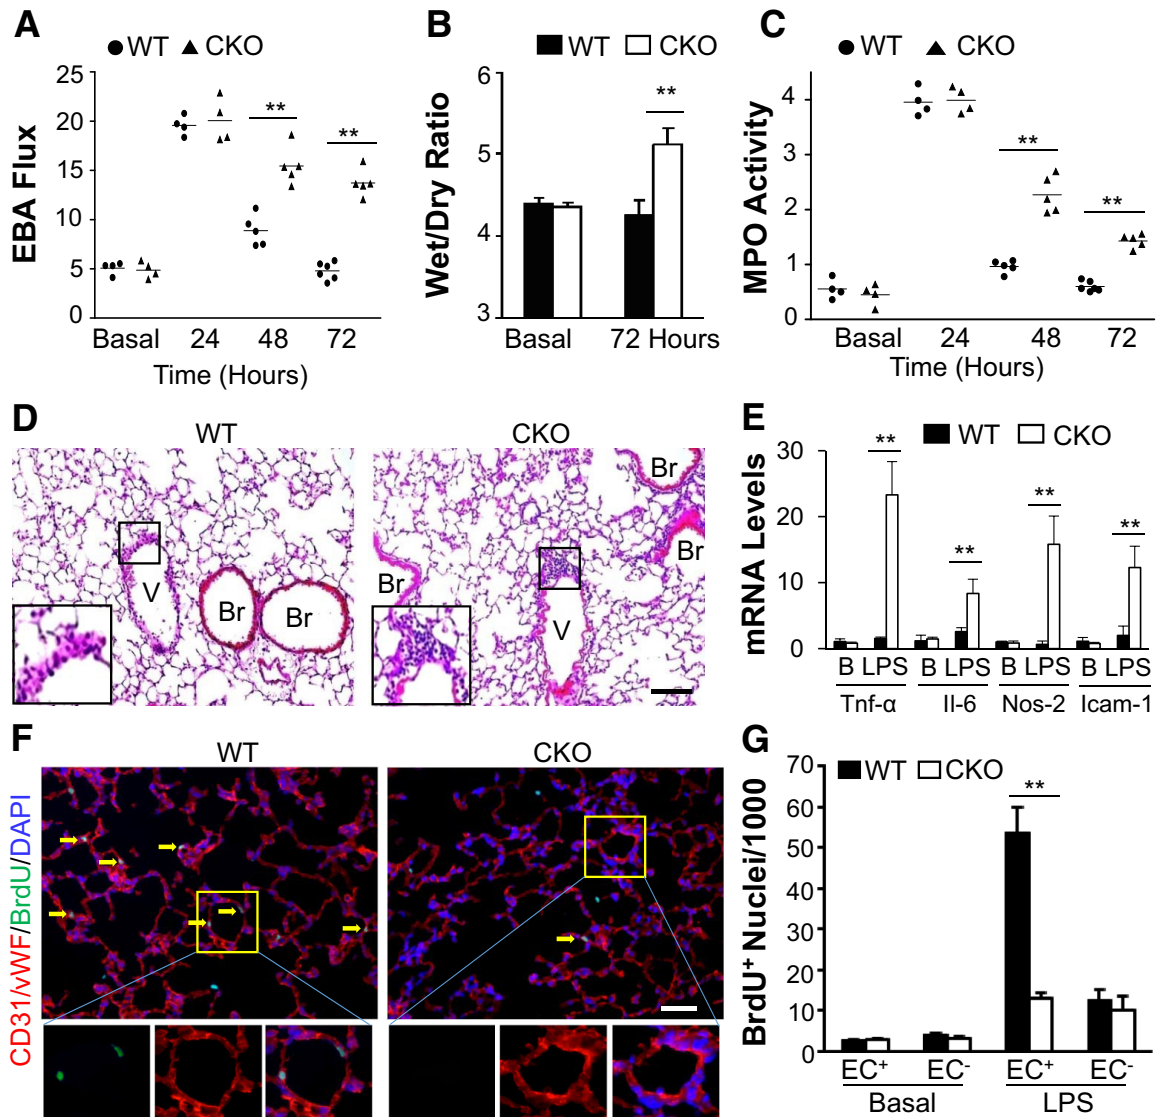 A
WT CKO
EBA Flux
25
20
15
10
5
0
** **
Basal 24 48 72
Time (Hours)
B
WT CKO
Wet/Dry Ratio
6
5
4
3
**
Basal 72 Hours
C
WT CKO
MPO Activity
4
3
2
1
0
** **
Basal 24 48 72
Time (Hours)
D
WT CKO
V Br Br
Br Br Br V
E
WT CKO
mRNA Levels
30
20
10
0
** ** ** **
B LPS B LPS B LPS B LPS
Tnf-α Il-6 Nos-2 Icam-1
F
WT CKO
CD31/vWF/BrdU/DAPI
G
WT CKO
BrdU⁺ Nuclei/1000
70
60
50
40
30
20
10
0
**
EC⁺ EC⁻ EC⁺ EC⁻
Basal LPS